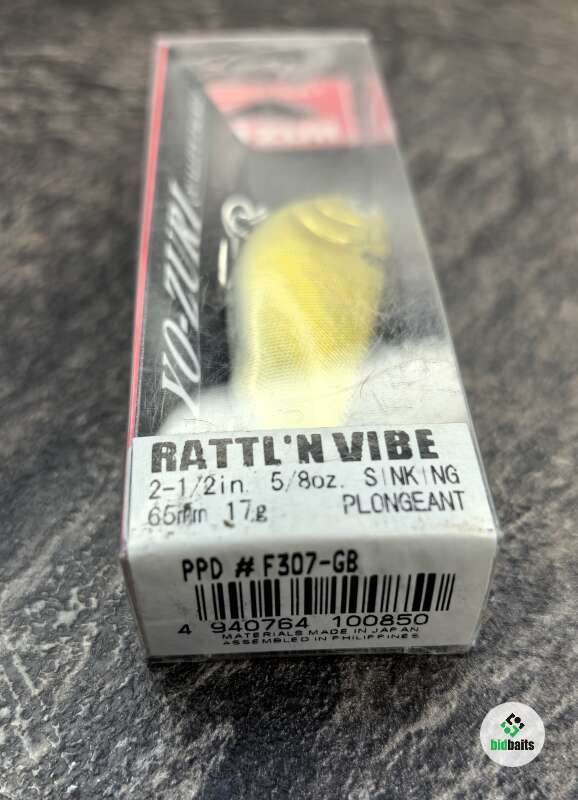 YO-ZURI
RATTL'N VIBE
2-1/2in. 5/8oz. SINKING
65mm 17g PLONGEANT
PPD # F307-GB
4 940764 100850
MATERIALS MADE IN JAPAN
ASSEMBLED IN PHILIPPINES
bidbaits